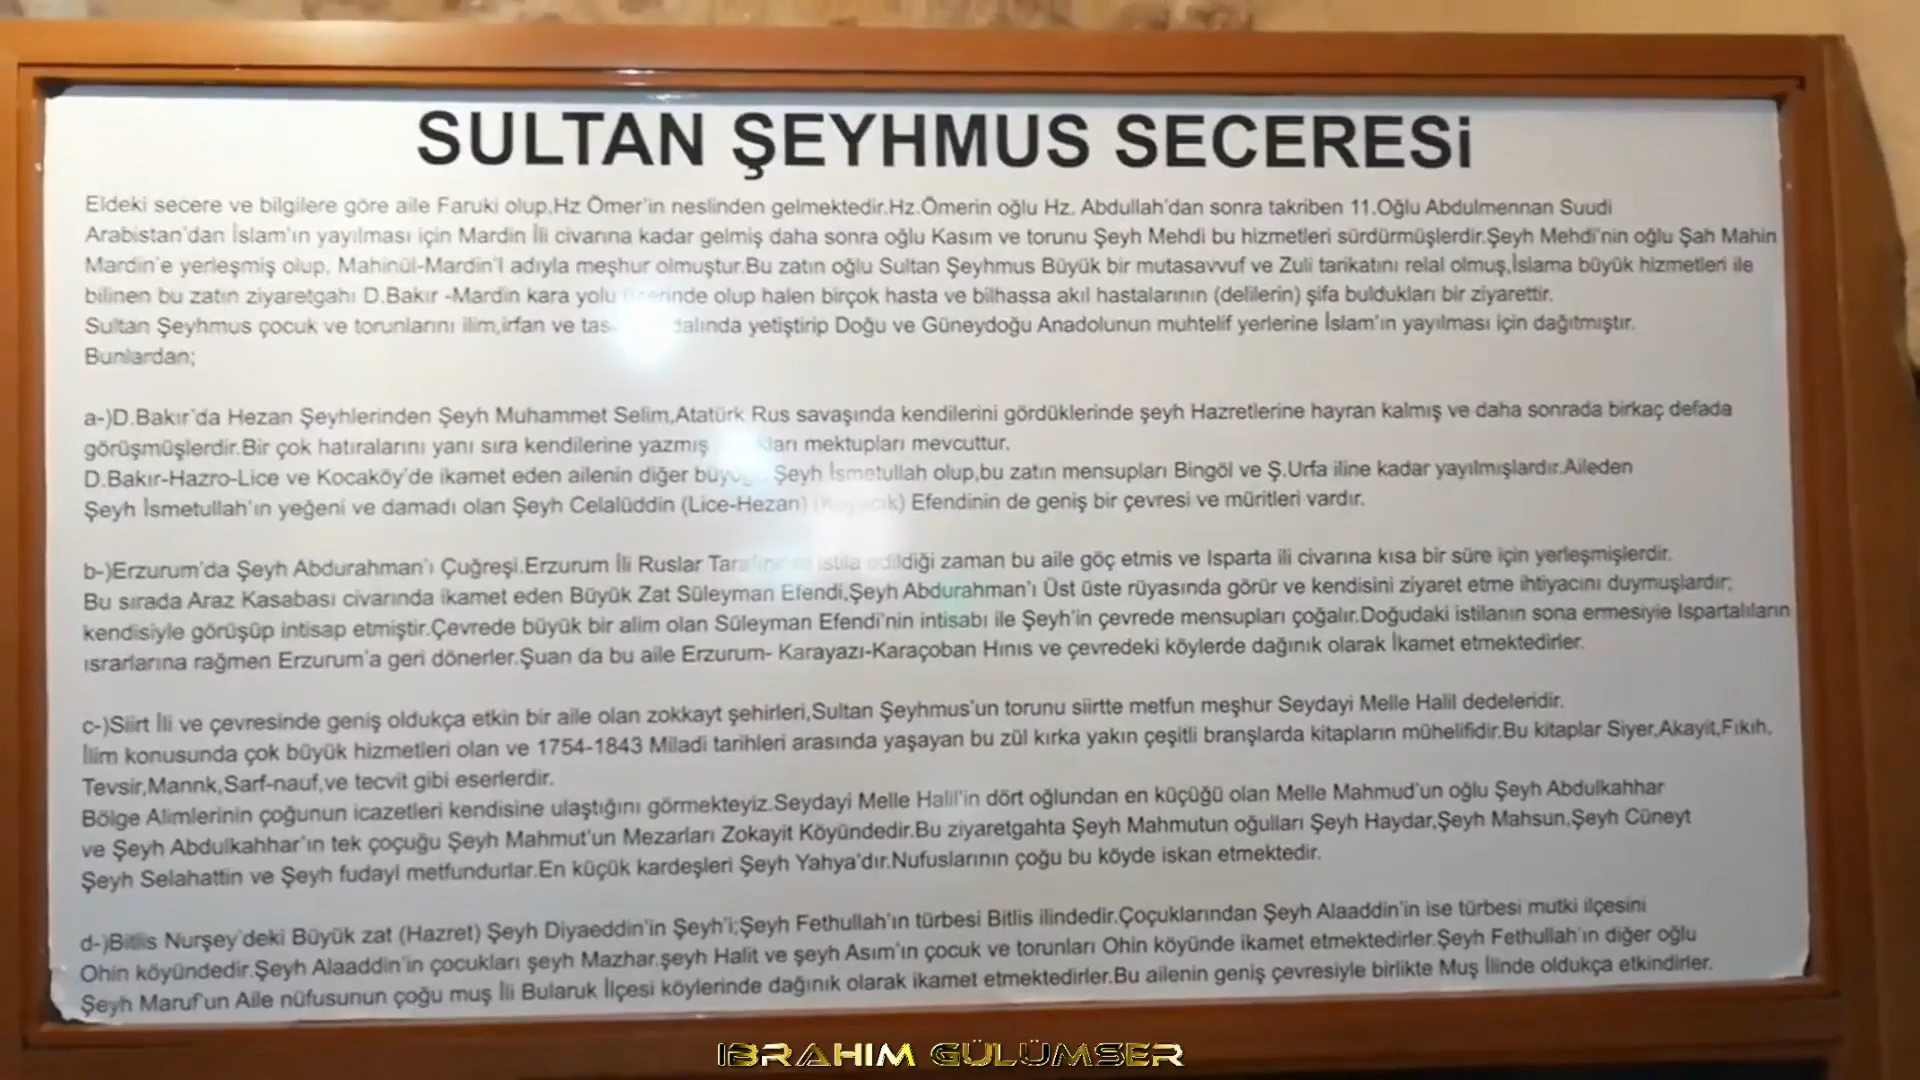 SULTAN ŞEYHMUS SECERESİ
Eldeki secere ve bilgilere göre aile Faruki olup,Hz Ömer'in neslinden gelmektedir.Hz.Ömerin oğlu Hz. Abdullah'dan sonra takriben 11.Oğlu Abdulmennan Suudi
Arabistan'dan İslam'ın yayılması için Mardin İli civarına kadar gelmiş daha sonra oğlu Kasım ve torunu Şeyh Mehdi bu hizmetleri sürdürmüşlerdir.Şeyh Mehdi'nin oğlu Şah Mahin
Mardin'e yerleşmiş olup, Mahinül-Mardin'İ adıyla meşhur olmuştur.Bu zatın oğlu Sultan Şeyhmus Büyük bir mutasavvuf ve Zuli tarikatını relal olmuş,İslama büyük hizmetleri ile
bilinen bu zatın ziyaretgahı D.Bakır -Mardin kara yolu üzerinde olup halen birçok hasta ve bilhassa akıl hastalarının (delilerin) şifa buldukları bir ziyarettir.
Sultan Şeyhmus çocuk ve torunlarını ilim,irfan ve dalında yetiştirip Doğu ve Güneydoğu Anadolunun muhtelif yerlerine İslam'ın yayılması için dağıtmıştır.
Bunlardan;
a-)D.Bakır'da Hezan Şeyhlerinden Şeyh Muhammet Selim,Atatürk Rus savaşında kendilerini gördüklerinde şeyh Hazretlerine hayran kalmış ve daha sonrada birkaç defada
görüşmüşlerdir.Bir çok hatıralarını yanı sıra kendilerine yazmış mektupları mevcuttur.
D.Bakır-Hazro-Lice ve Kocaköy'de ikamet eden ailenin diğer Şeyh İsmetullah olup,bu zatın mensupları Bingöl ve Ş.Urfa iline kadar yayılmışlardır.Aileden
Şeyh İsmetullah'ın yeğeni ve damadı olan Şeyh Celalüddin (Lice-Hezan) Efendinin de geniş bir çevresi ve müritleri vardır.
b-)Erzurum'da Şeyh Abdurahman'ı Çuğreşi.Erzurum İli Ruslar Tarafından istila edildiği zaman bu aile göç etmis ve Isparta ili civarına kısa bir süre için yerleşmişlerdir.
Bu sırada Araz Kasabası civarında ikamet eden Büyük Zat Süleyman Efendi,Şeyh Abdurahman'ı Üst üste rüyasında görür ve kendisini ziyaret etme ihtiyacını duymuşlardır;
kendisiyle görüşüp intisap etmiştir.Çevrede büyük bir alim olan Süleyman Efendi'nin intisabı ile Şeyh'in çevrede mensupları çoğalır.Doğudaki istilanın sona ermesiyle Ispartalıların
ısrarlarına rağmen Erzurum'a geri dönerler.Şuan da bu aile Erzurum- Karayazı-Karaçoban Hınıs ve çevredeki köylerde dağınık olarak İkamet etmektedirler.
c-)Siirt İli ve çevresinde geniş oldukça etkin bir aile olan zokkayt şehirleri,Sultan Şeyhmus'un torunu siirtte metfun meşhur Seydayi Melle Halil dedeleridir.
İlim konusunda çok büyük hizmetleri olan ve 1754-1843 Miladi tarihleri arasında yaşayan bu zül kırka yakın çeşitli branşlarda kitapların mühelifidir.Bu kitaplar Siyer,Akayit,Fıkıh,
Tevsir,Mannk,Sarf-nauf,ve tecvit gibi eserlerdir.
Bölge Alimlerinin çoğunun icazetleri kendisine ulaştığını görmekteyiz.Seydayi Melle Halil'in dört oğlundan en küçüğü olan Melle Mahmud'un oğlu Şeyh Abdulkahhar
ve Şeyh Abdulkahhar'ın tek çoçuğu Şeyh Mahmut'un Mezarları Zokayit Köyündedir.Bu ziyaretgahta Şeyh Mahmutun oğulları Şeyh Haydar,Şeyh Mahsun,Şeyh Cüneyt
Şeyh Selahattin ve Şeyh fudayl metfundurlar.En küçük kardeşleri Şeyh Yahya'dır.Nufuslarının çoğu bu köyde iskan etmektedir.
d-)Bitlis Nurşey'deki Büyük zat (Hazret) Şeyh Diyaeddin'in Şeyh'i;Şeyh Fethullah'ın türbesi Bitlis ilindedir.Çoçuklarından Şeyh Alaaddin'in ise türbesi mutki ilçesini
Ohin köyündedir.Şeyh Alaaddin'in çocukları şeyh Mazhar.şeyh Halit ve şeyh Asım'ın çocuk ve torunları Ohin köyünde ikamet etmektedirler.Şeyh Fethullah'ın diğer oğlu
Şeyh Maruf'un Aile nüfusunun çoğu muş İli Bularuk İlçesi köylerinde dağınık olarak ikamet etmektedirler.Bu ailenin geniş çevresiyle birlikte Muş İlinde oldukça etkindirler.
IBRAHIM GÜLÜMSER